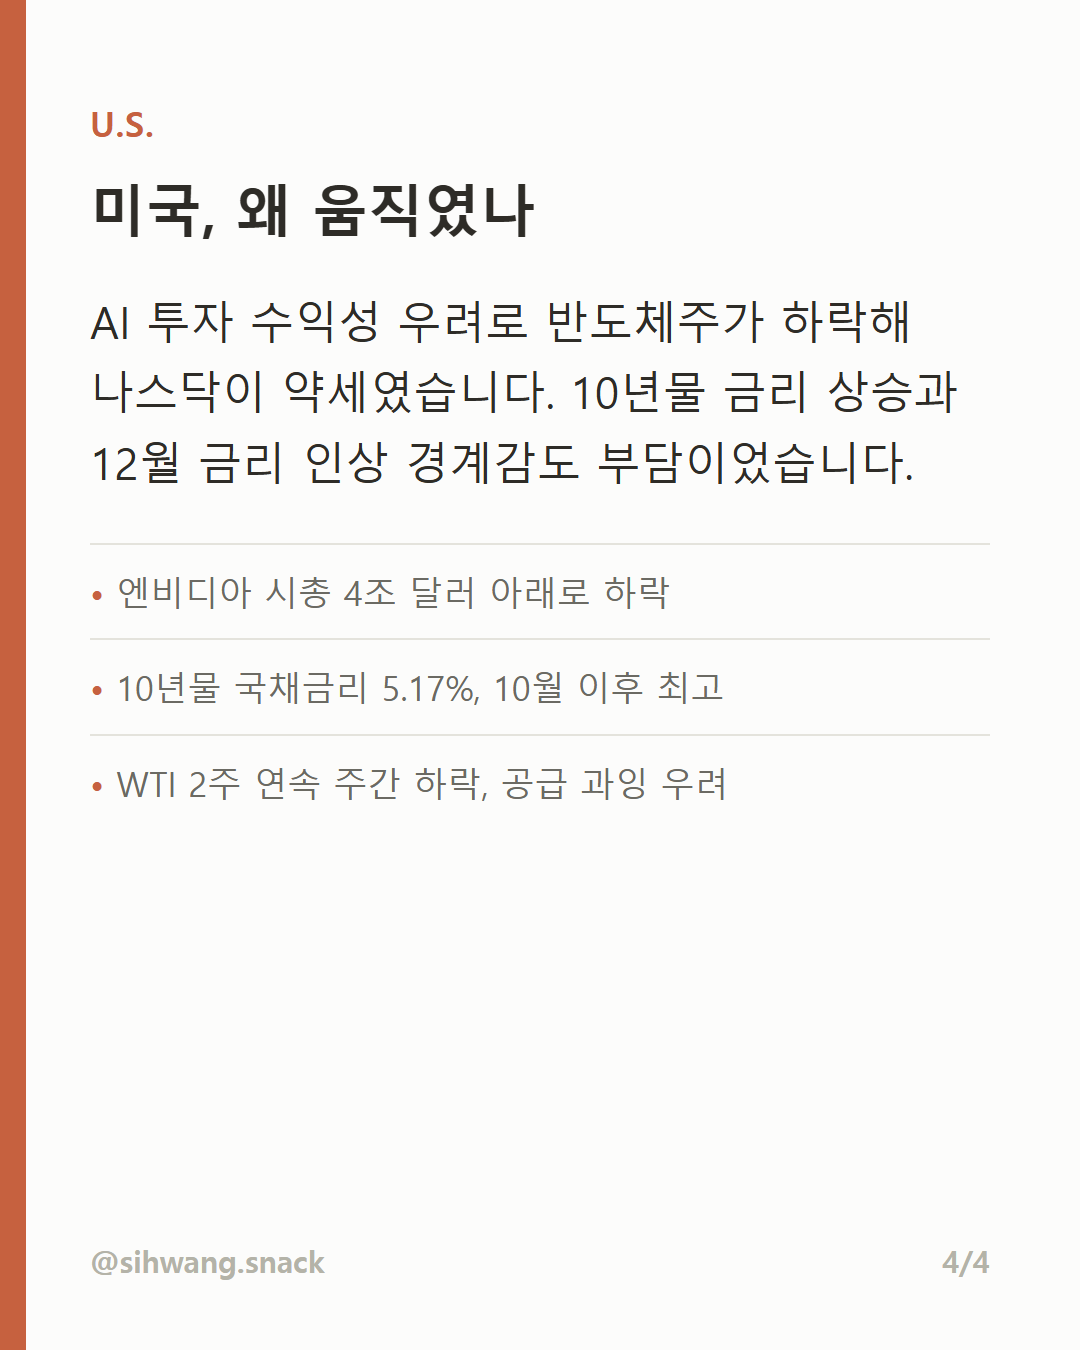 U.S.
미국, 왜 움직였나
AI 투자 수익성 우려로 반도체주가 하락해
나스닥이 약세였습니다. 10년물 금리 상승과
12월 금리 인상 경계감도 부담이었습니다.
• 엔비디아 시총 4조 달러 아래로 하락
• 10년물 국채금리 5.17%, 10월 이후 최고
• WTI 2주 연속 주간 하락, 공급 과잉 우려
@sihwang.snack
4/4